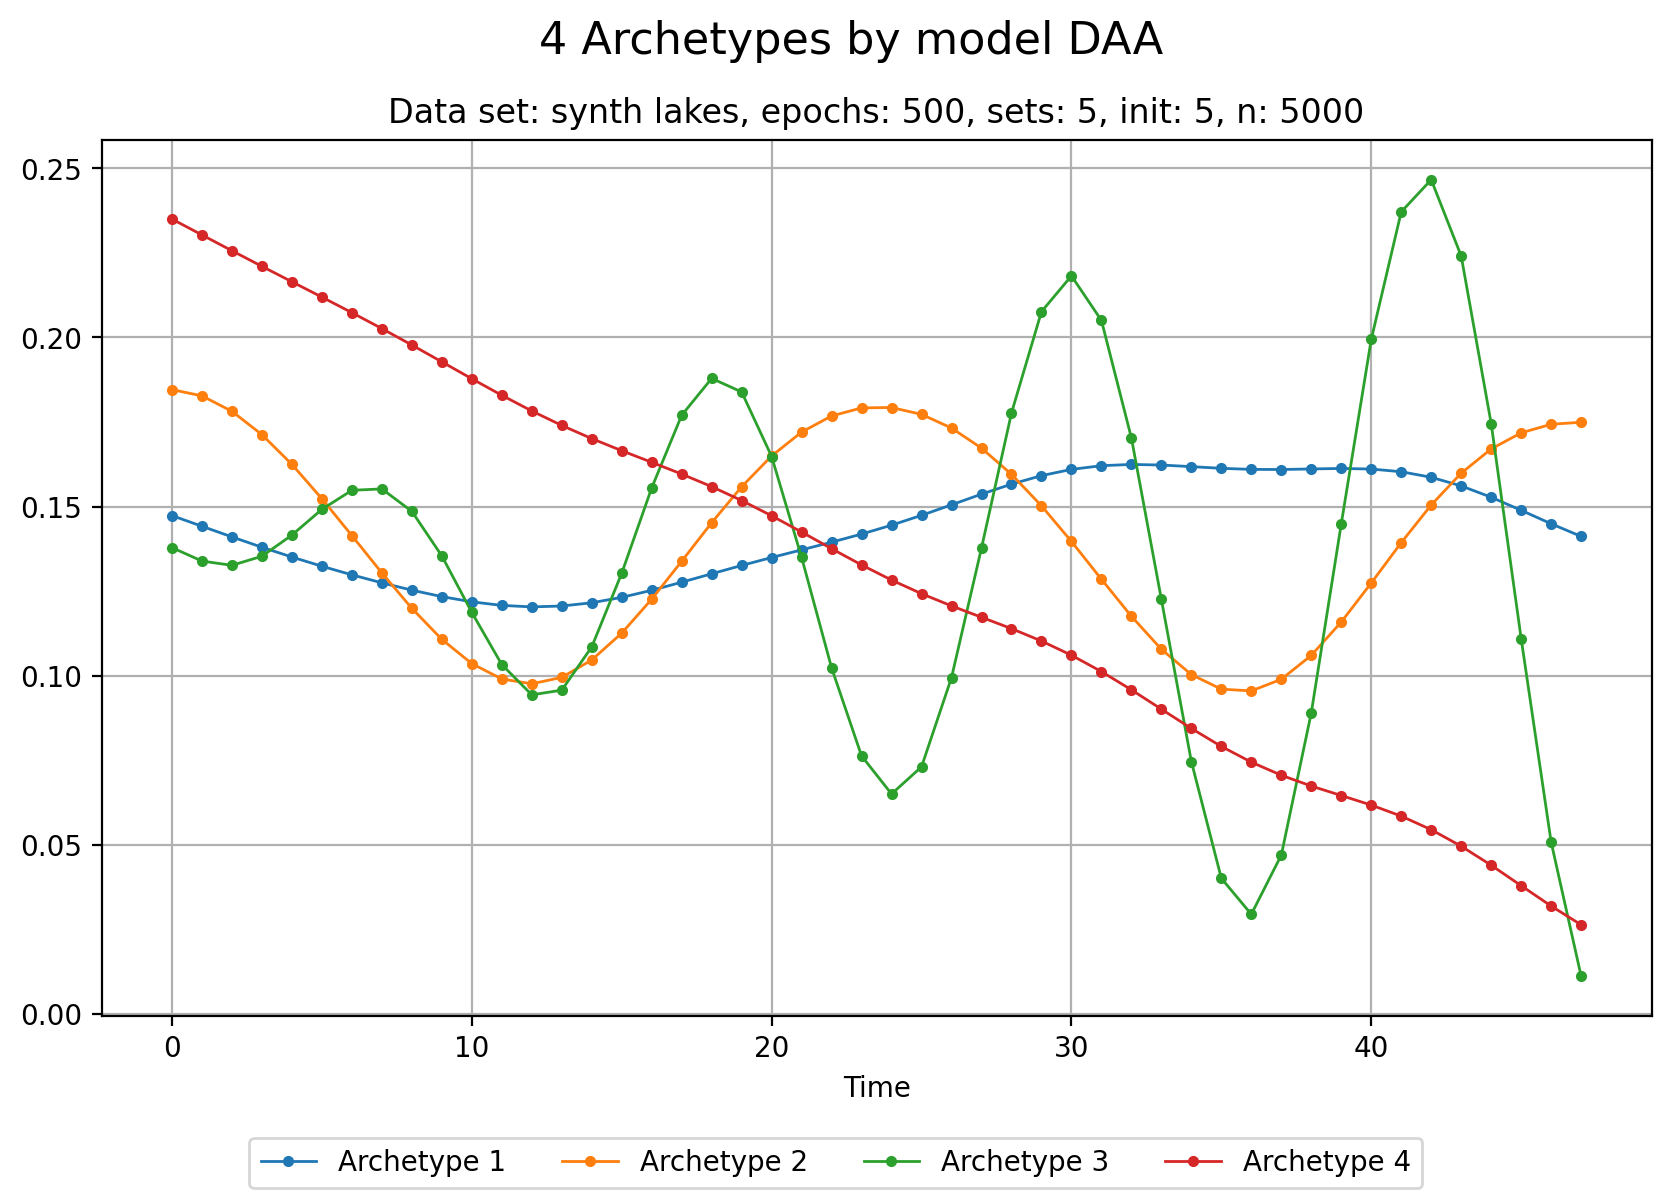 4 Archetypes by model DAA
Data set: synth lakes, epochs: 500, sets: 5, init: 5, n: 5000
0.25
0.20
0.15
0.10
0.05
0.00
0 10 20 30 40
Time
Archetype 1 Archetype 2 Archetype 3 Archetype 4